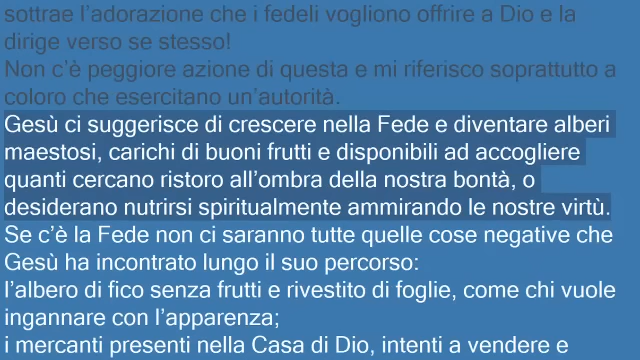 sottrae l’adorazione che i fedeli vogliono offrire a Dio e la
dirige verso se stesso!
Non c’è peggiore azione di questa e mi riferisco soprattutto a
coloro che esercitano un’autorità.
Gesù ci suggerisce di crescere nella Fede e diventare alberi
maestosi, carichi di buoni frutti e disponibili ad accogliere
quanti cercano ristoro all’ombra della nostra bontà, o
desiderano nutrirsi spiritualmente ammirando le nostre virtù.
Se c’è la Fede non ci saranno tutte quelle cose negative che
Gesù ha incontrato lungo il suo percorso:
l’albero di fico senza frutti e rivestito di foglie, come chi vuole
ingannare con l’apparenza;
i mercanti presenti nella Casa di Dio, intenti a vendere e